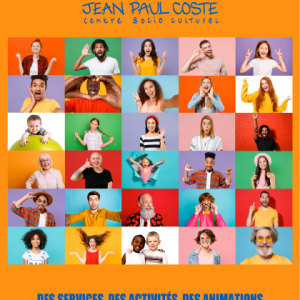 JEAN PAUL COSTE
centre socio culturel
DES SERVICES, DES ACTIVITÉS, DES ANIMATIONS